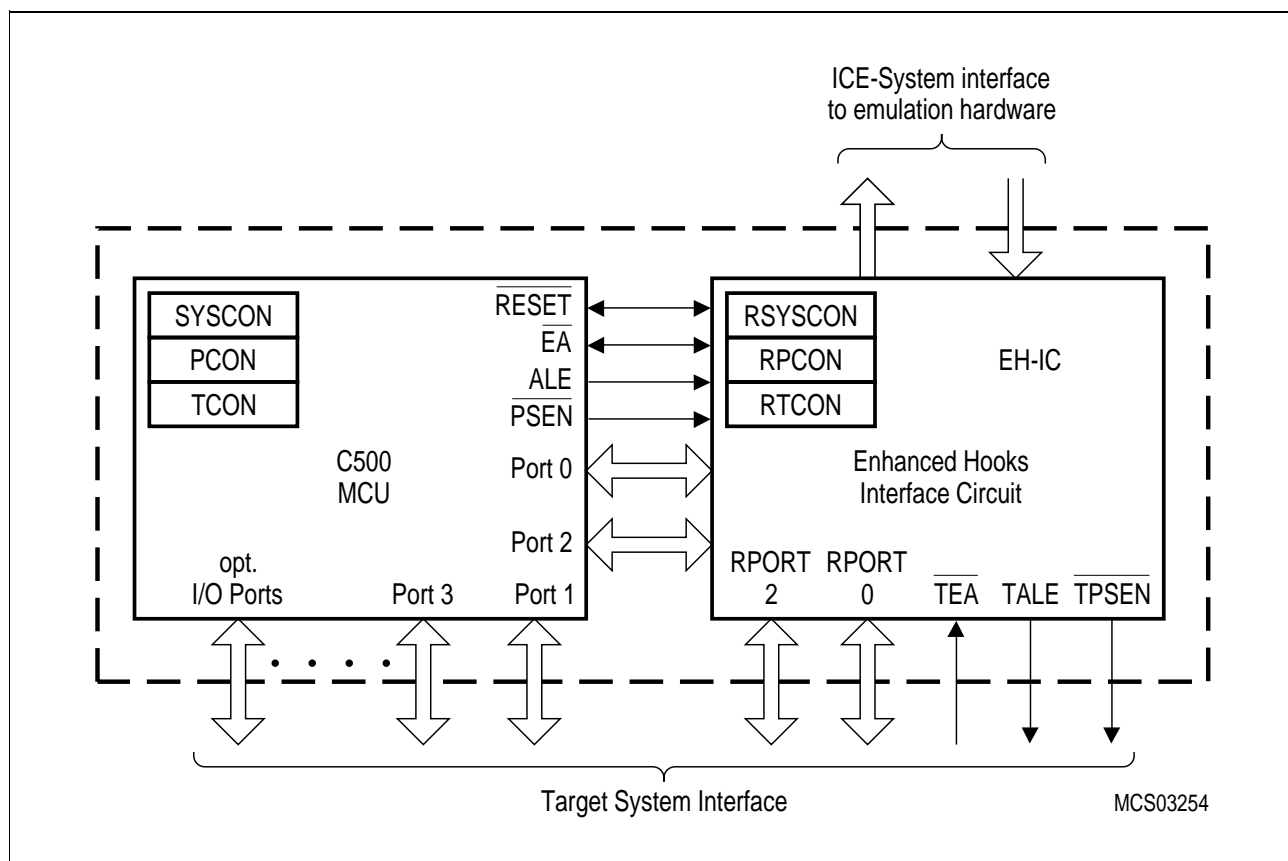 ICE-System interface
to emulation hardware
SYSCON
PCON
TCON
RESET
EA
ALE
PSEN
Port 0
Port 2
C500
MCU
opt.
I/O Ports
Port 3
Port 1
RSYSCON
RPCON
RTCON
EH-IC
Enhanced Hooks
Interface Circuit
RPORT
2
RPORT
0
TEA
TALE
TPSEN
Target System Interface
MCS03254